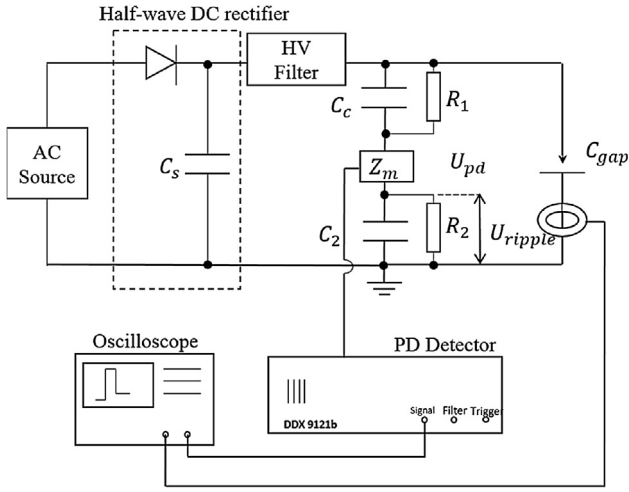 Half-wave DC rectifier
HV
Filter
AC
Source
C_s
C_c
R_1
C_gap
Z_m
U_pd
C_2
R_2
U_ripple
Oscilloscope
PD Detector
DDX 9121b
Signal Filter Trigger